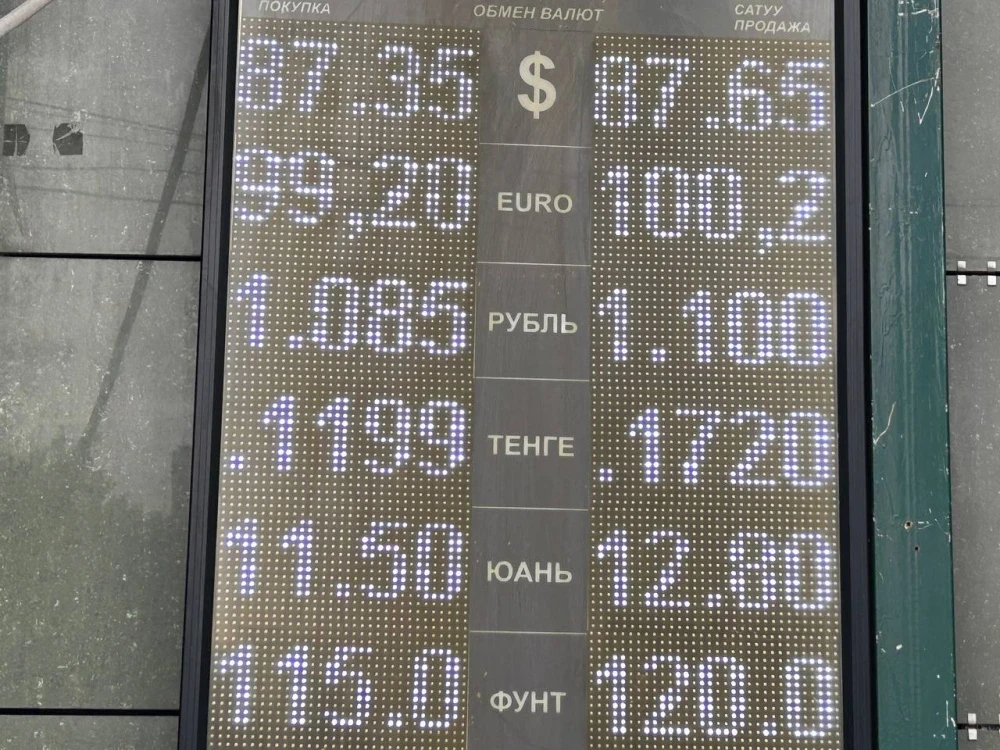 ПОКУПКА ОБМЕН ВАЛЮТ САТУУ
ПРОДАЖА
87.35 $ 87.65
99,20 EURO 100,2
1.085 РУБЛЬ 1.100
.1199 ТЕНГЕ .1720
11.50 ЮАНЬ 12.80
115.0 ФУНТ 120.0